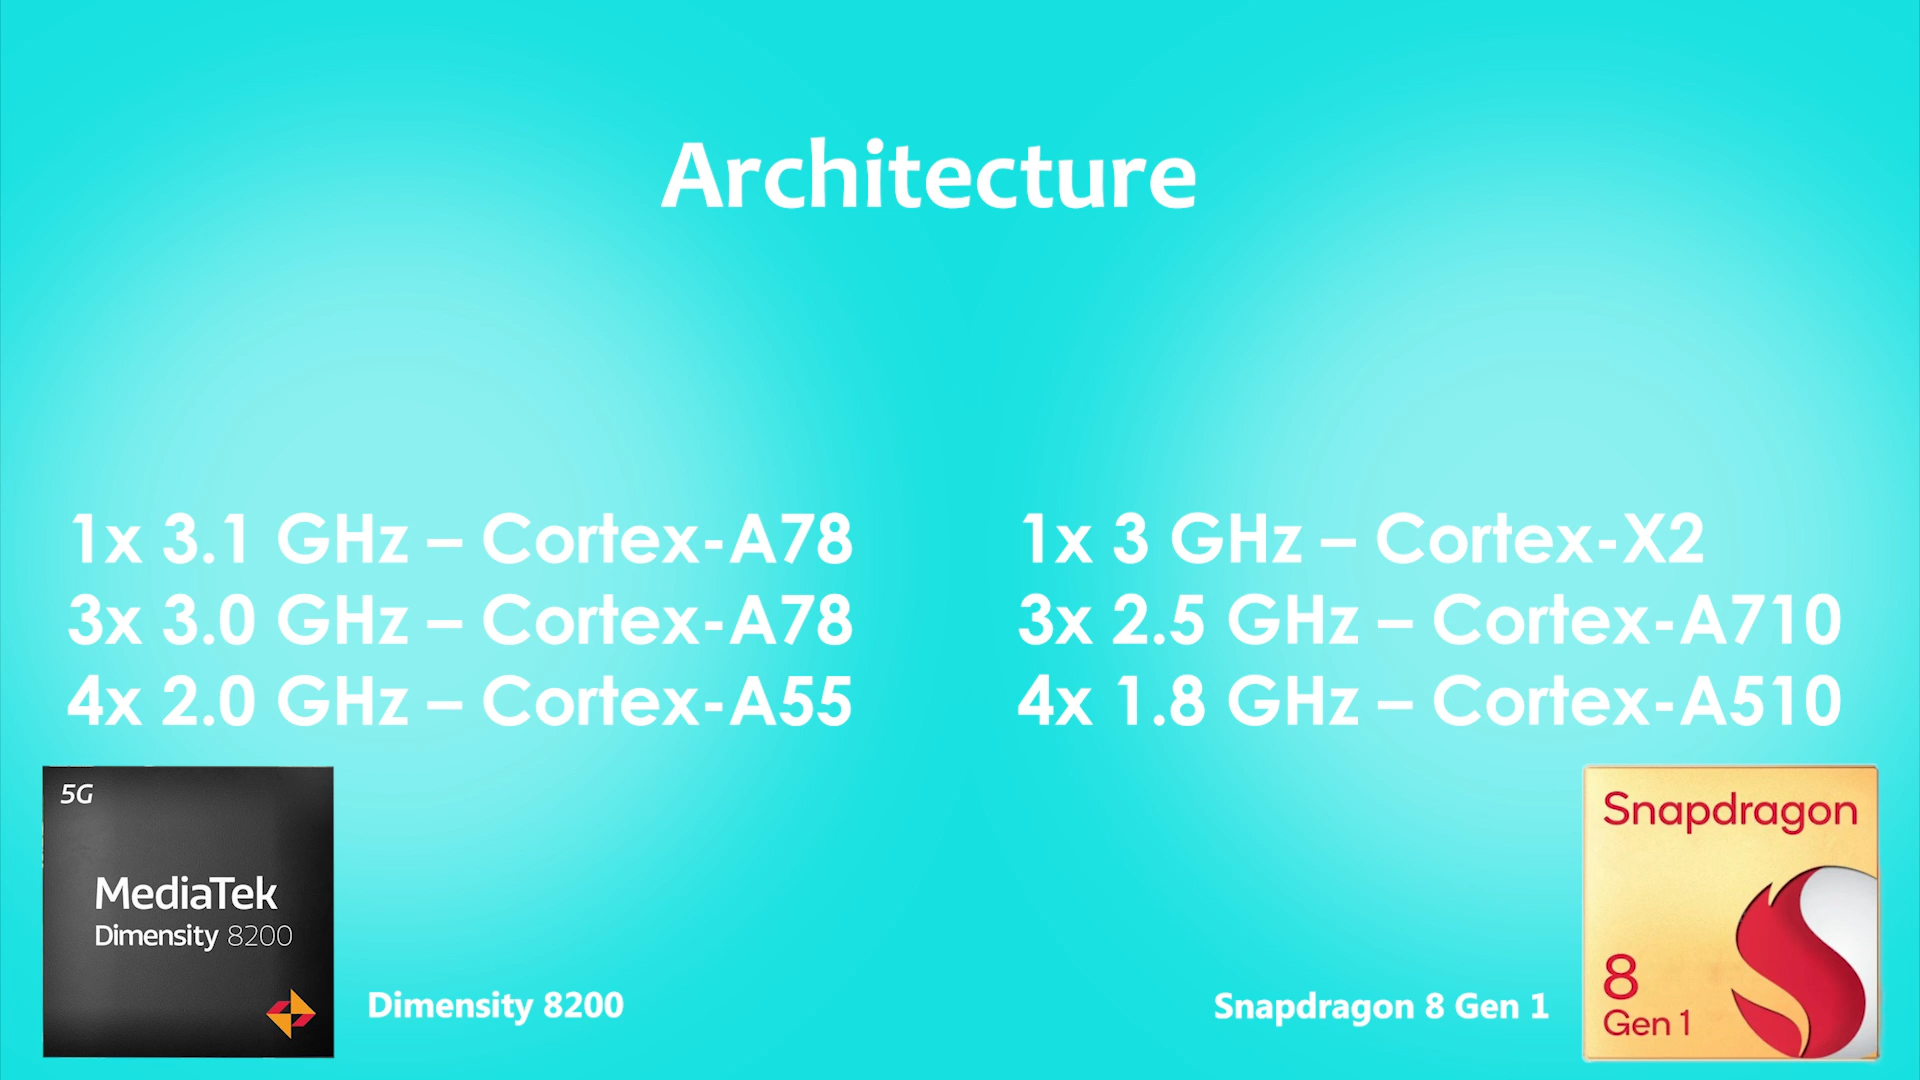 Architecture
1x 3.1 GHz – Cortex-A78
3x 3.0 GHz – Cortex-A78
4x 2.0 GHz – Cortex-A55
1x 3 GHz – Cortex-X2
3x 2.5 GHz – Cortex-A710
4x 1.8 GHz – Cortex-A510
5G
MediaTek
Dimensity 8200
Dimensity 8200
Snapdragon 8 Gen 1
Snapdragon
8
Gen 1